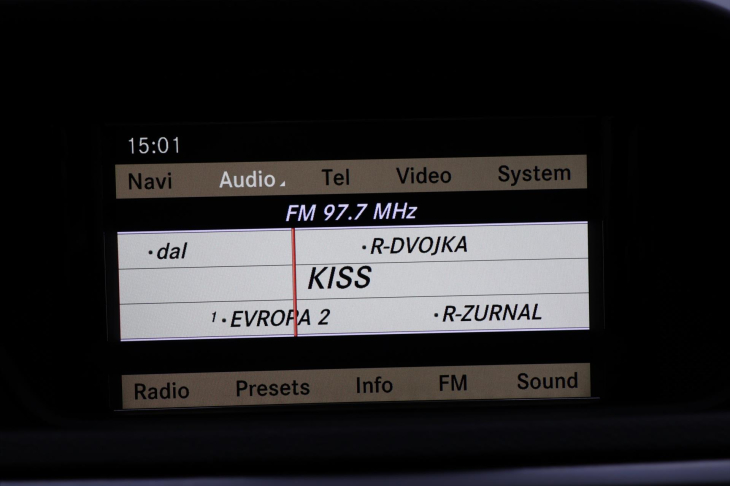 15:01
Navi Audio Tel Video System
FM 97.7 MHz
·dal ·R-DVOJKA
KISS
1·EVROPA 2 ·R-ZURNAL
Radio Presets Info FM Sound